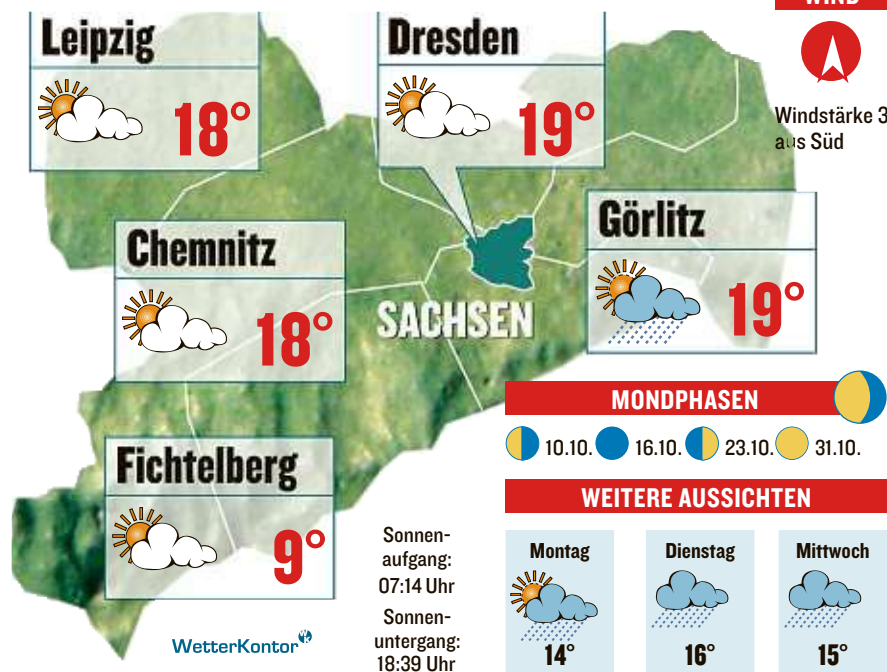 WIND
Leipzig
18°
Dresden
19°
Windstärke 3
aus Süd
Chemnitz
18°
Görlitz
19°
SACHSEN
MONDPHASEN
10.10. 16.10. 23.10. 31.10.
Fichtelberg
9°
WEITERE AUSSICHTEN
Sonnen-
aufgang:
07:14 Uhr
Sonnen-
untergang:
18:39 Uhr
Montag
14°
Dienstag
16°
Mittwoch
15°
WetterKontor